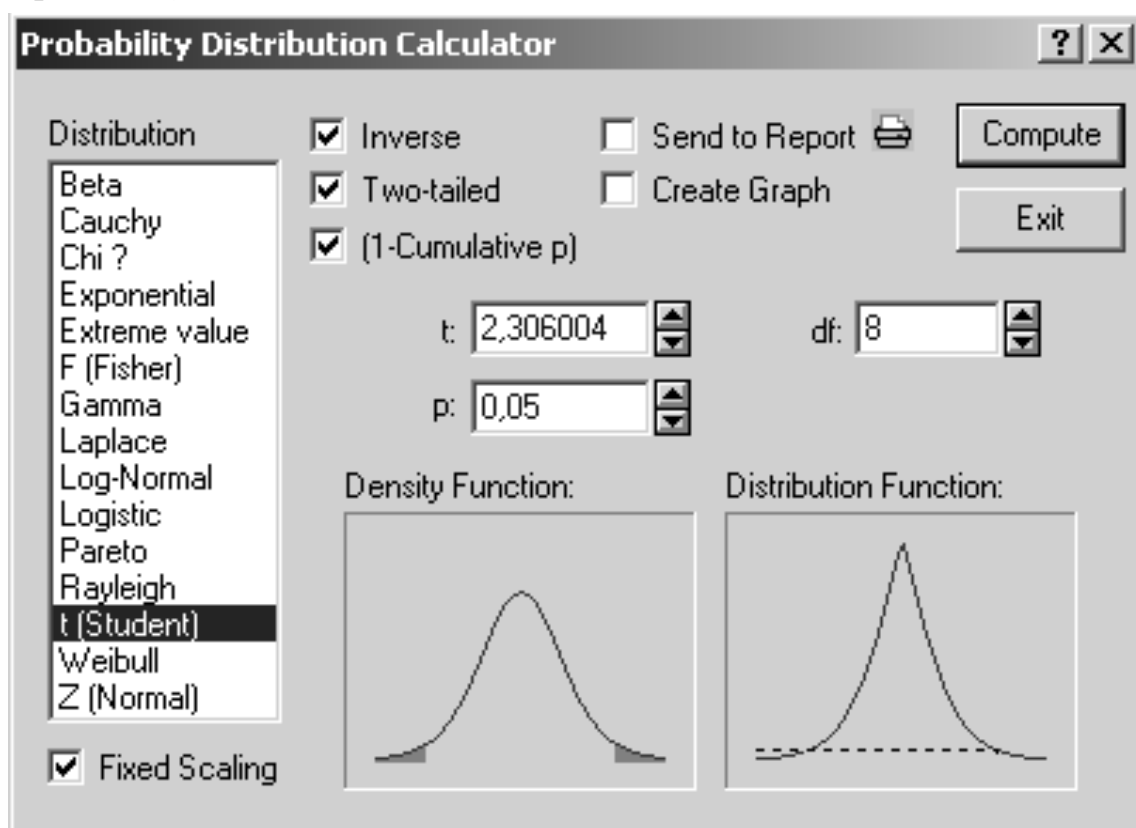 Probability Distribution Calculator
? ×
Distribution
Beta
Cauchy
Chi ?
Exponential
Extreme value
F (Fisher)
Gamma
Laplace
Log-Normal
Logistic
Pareto
Rayleigh
t (Student)
Weibull
Z (Normal)
Fixed Scaling
Inverse
Two-tailed
(1-Cumulative p)
Send to Report
Create Graph
Compute
Exit
t: 2,306004
df: 8
p: 0,05
Density Function:
Distribution Function: